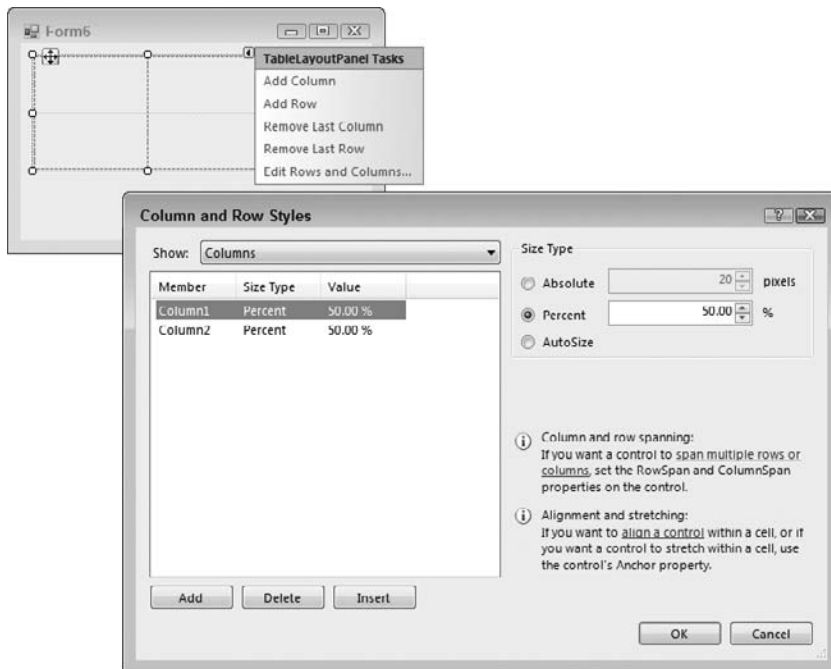 Form6
TableLayoutPanel Tasks
Add Column
Add Row
Remove Last Column
Remove Last Row
Edit Rows and Columns...
Column and Row Styles
Show: Columns
Member Size Type Value
Column1 Percent 50.00 %
Column2 Percent 50.00 %
Add Delete Insert
Size Type
Absolute 20 pixels
Percent 50.00 %
AutoSize
Column and row spanning:
If you want a control to span multiple rows or
columns, set the RowSpan and ColumnSpan
properties on the control.
Alignment and stretching:
If you want to align a control within a cell, or if
you want a control to stretch within a cell, use
the control's Anchor property.
OK Cancel